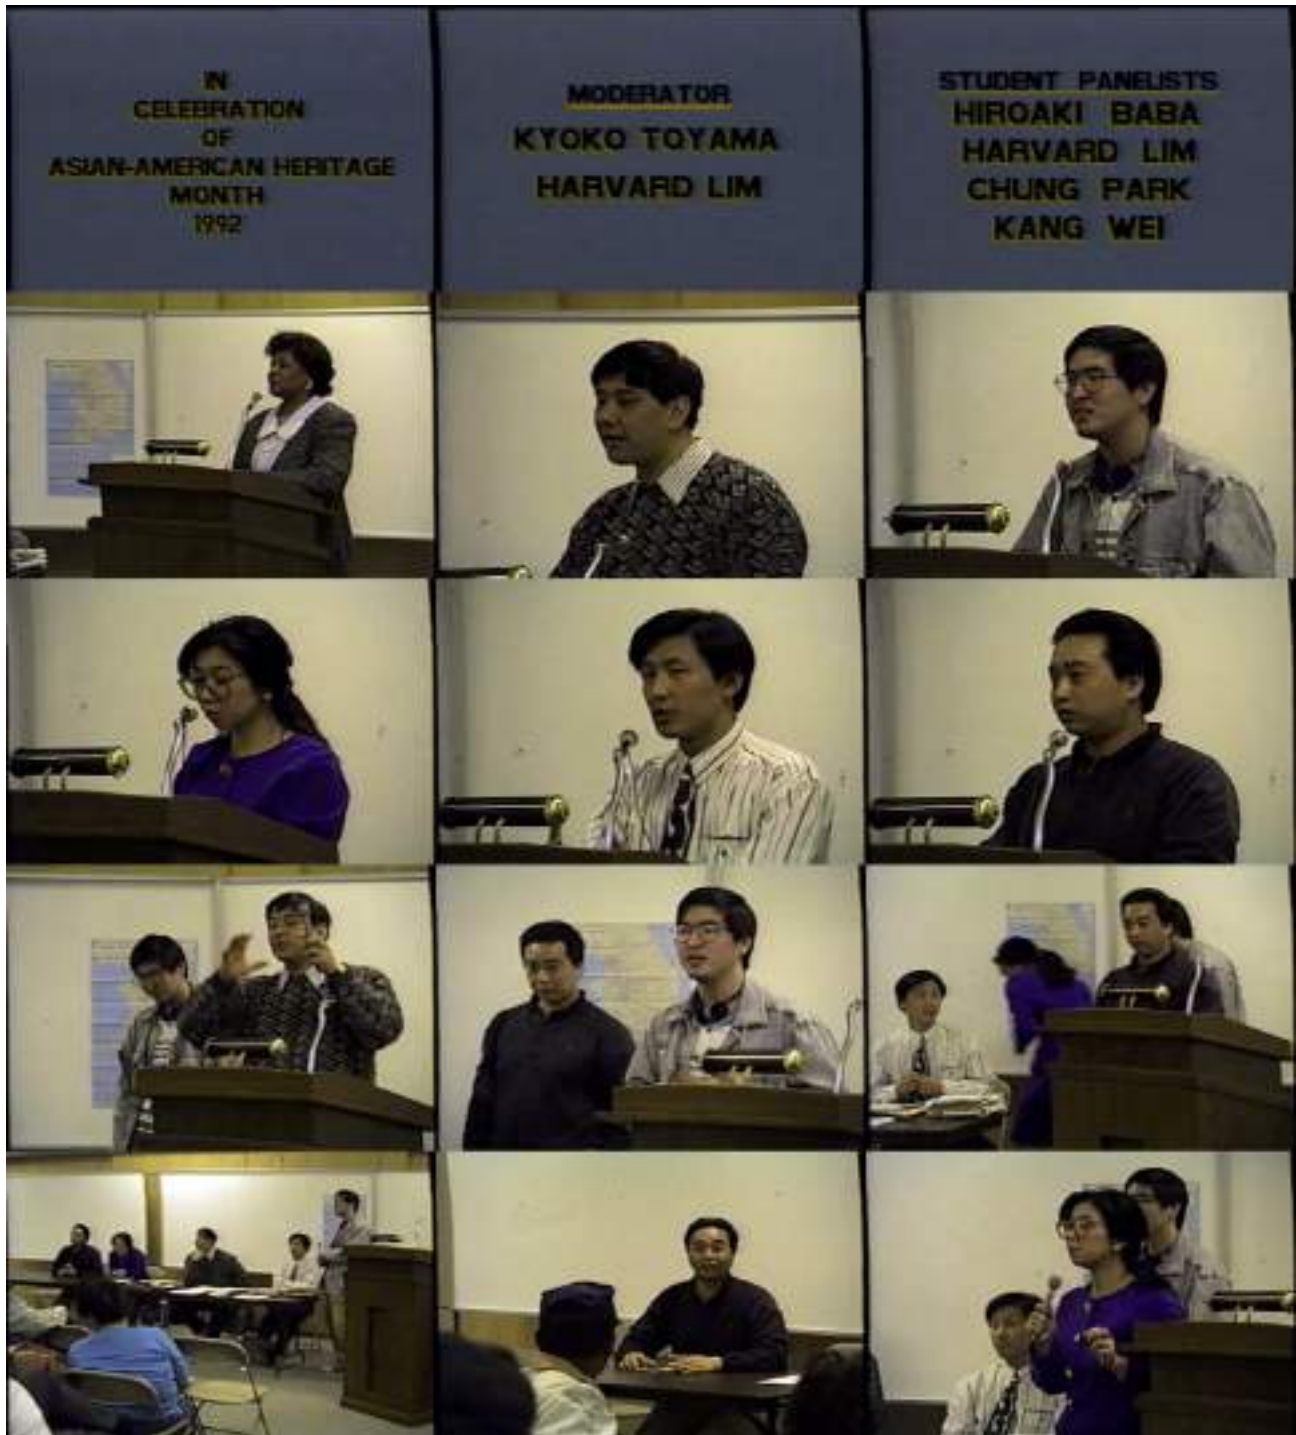 IN
CELEBRATION
OF
ASIAN-AMERICAN HERITAGE
MONTH
1992
MODERATOR
KYOKO TOYAMA
HARVARD LIM
STUDENT PANELISTS
HIROAKI BABA
HARVARD LIM
CHUNG PARK
KANG WEI